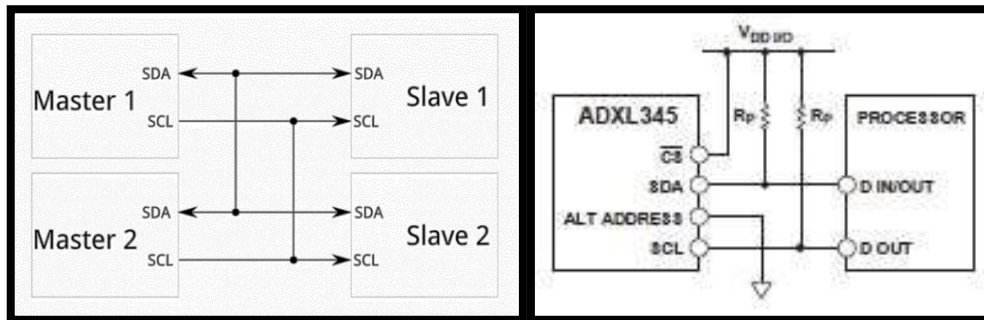 Master 1
SDA
SCL
SDA
SCL
Slave 1
Master 2
SDA
SCL
SDA
SCL
Slave 2
VDD I/O
ADXL345
RP
RP
PROCESSOR
CS
SDA
D IN/OUT
ALT ADDRESS
SCL
D OUT